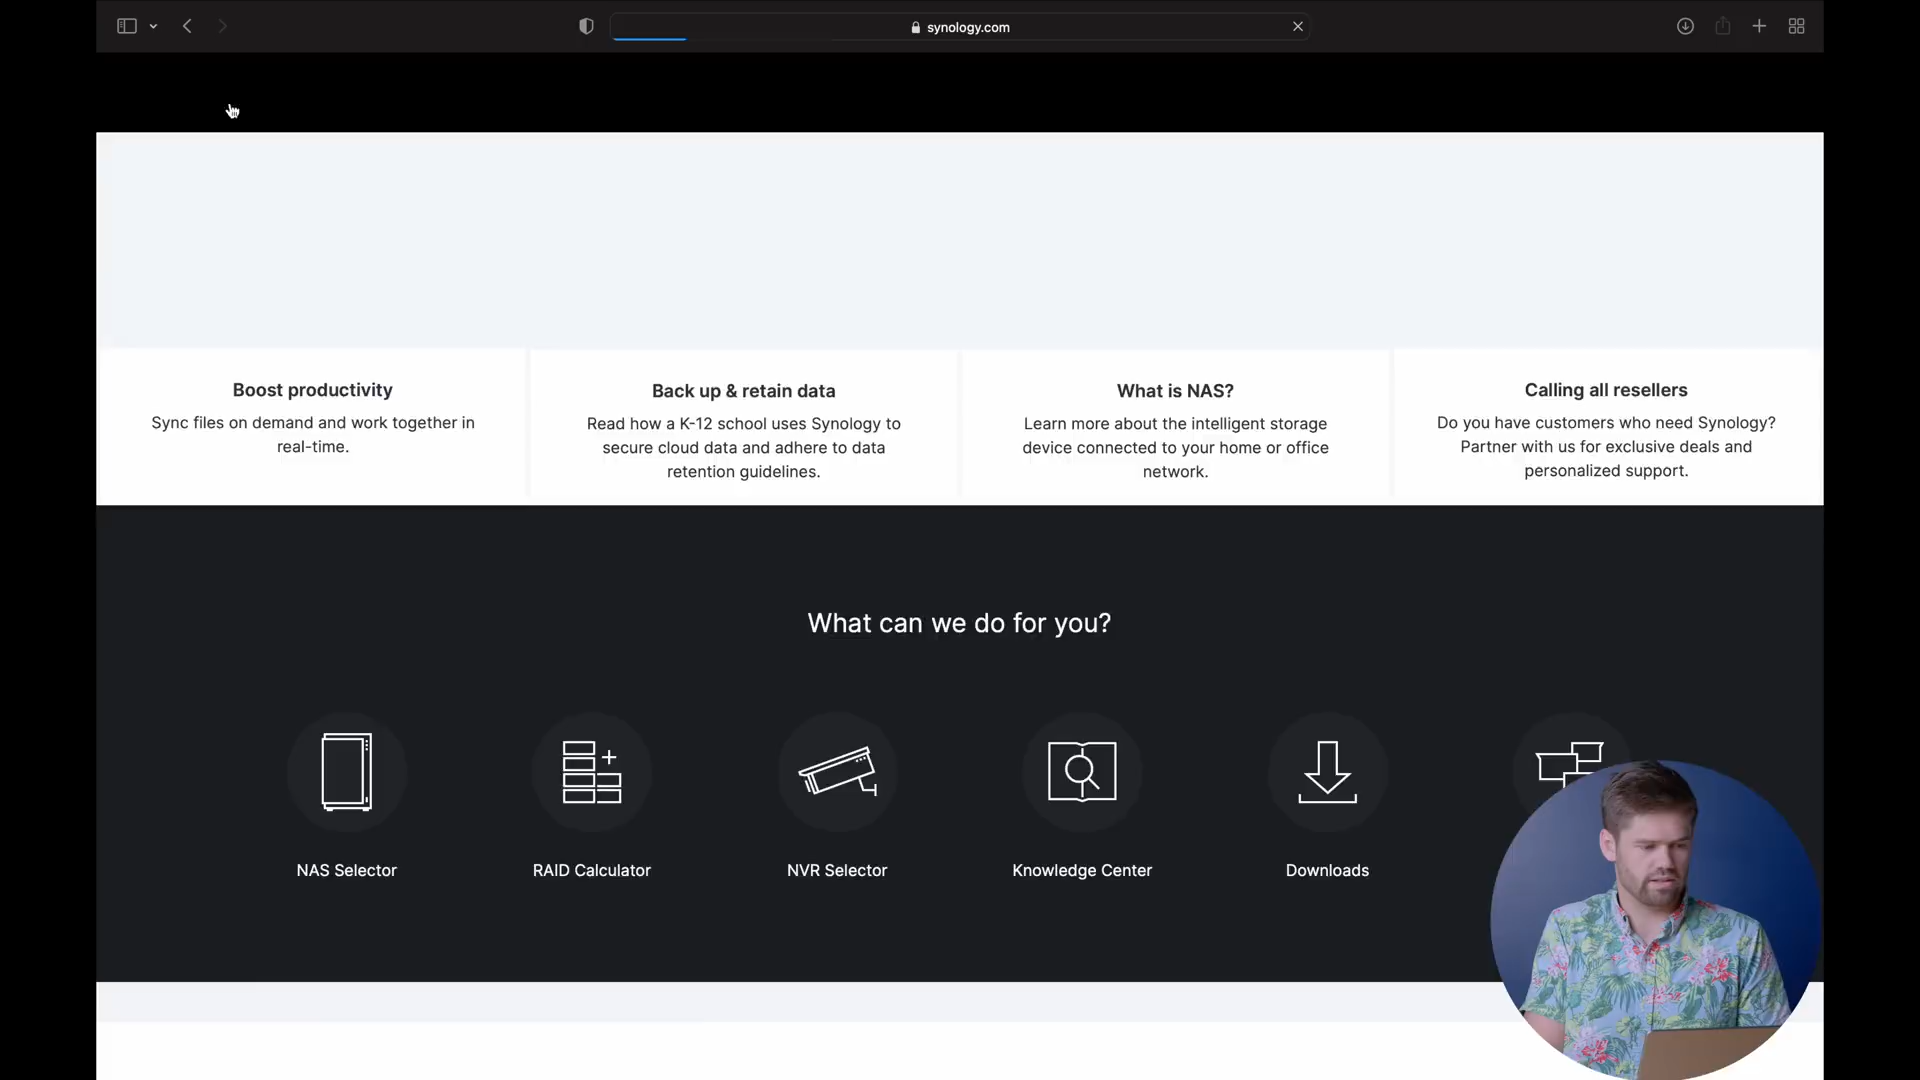 synology.com
Boost productivity
Sync files on demand and work together in
real-time.
Back up & retain data
Read how a K-12 school uses Synology to
secure cloud data and adhere to data
retention guidelines.
What is NAS?
Learn more about the intelligent storage
device connected to your home or office
network.
Calling all resellers
Do you have customers who need Synology?
Partner with us for exclusive deals and
personalized support.
What can we do for you?
NAS Selector
RAID Calculator
NVR Selector
Knowledge Center
Downloads